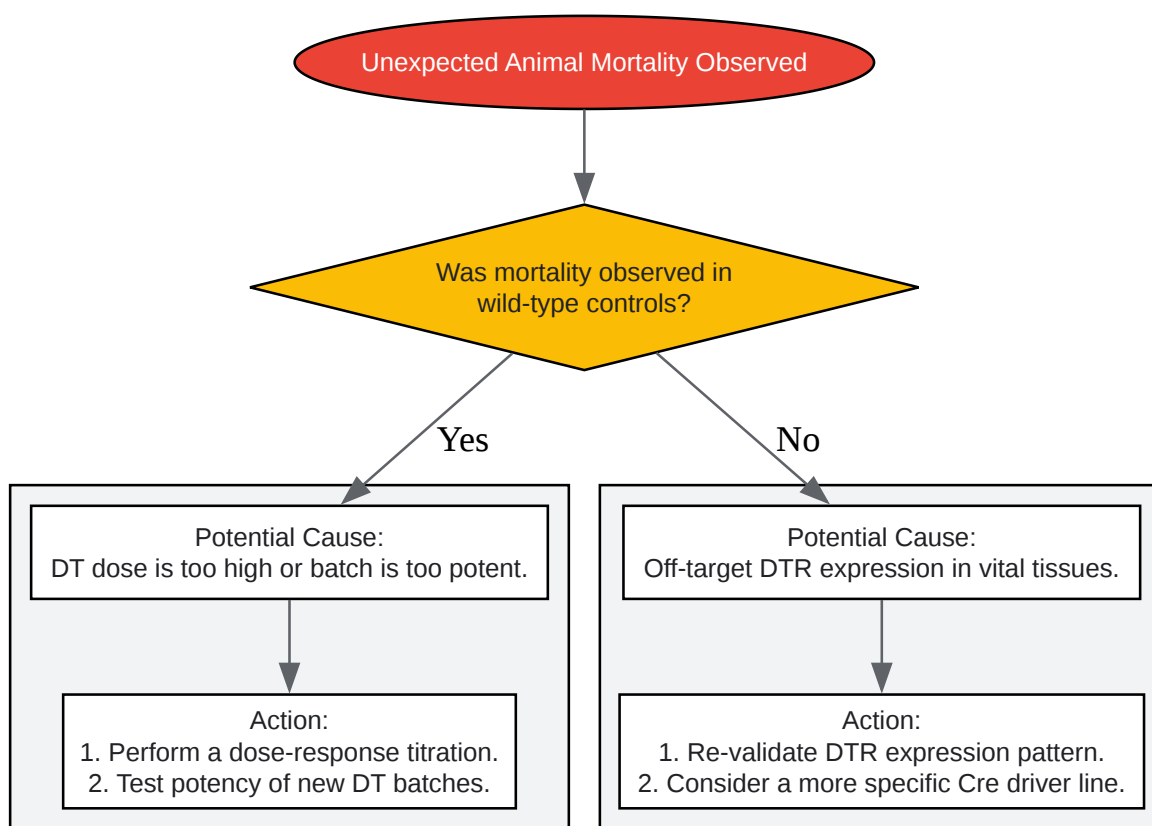 Unexpected Animal Mortality Observed
Was mortality observed in
wild-type controls?
Yes
No
Potential Cause:
DT dose is too high or batch is too potent.
Potential Cause:
Off-target DTR expression in vital tissues.
Action:
1. Perform a dose-response titration.
2. Test potency of new DT batches.
Action:
1. Re-validate DTR expression pattern.
2. Consider a more specific Cre driver line.